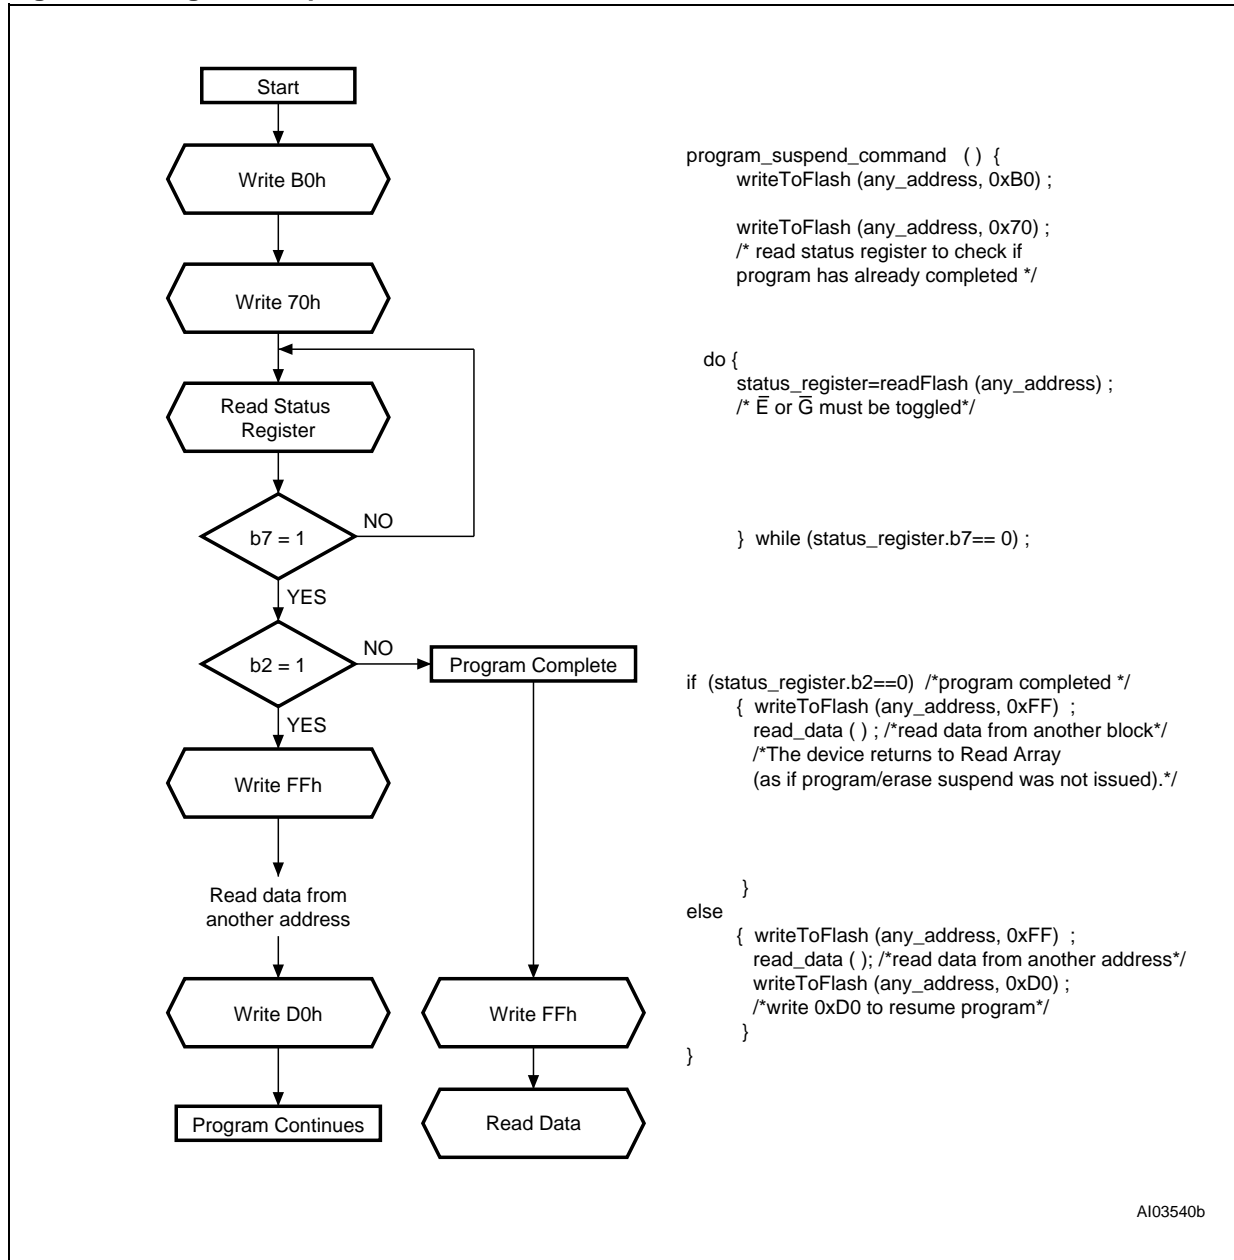 Start
Write B0h
Write 70h
Read Status
Register
NO
b7 = 1
YES
NO
b2 = 1
Program Complete
YES
Write FFh
Read data from
another address
Write D0h
Write FFh
Program Continues
Read Data
program_suspend_command ( ) {
writeToFlash (any_address, 0xB0) ;
writeToFlash (any_address, 0x70) ;
/* read status register to check if
program has already completed */
do {
status_register=readFlash (any_address) ;
/* E̅ or G̅ must be toggled*/
} while (status_register.b7== 0) ;
if (status_register.b2==0) /*program completed */
{ writeToFlash (any_address, 0xFF) ;
read_data ( ) ; /*read data from another block*/
/*The device returns to Read Array
(as if program/erase suspend was not issued).*/
}
else
{ writeToFlash (any_address, 0xFF) ;
read_data ( ); /*read data from another address*/
writeToFlash (any_address, 0xD0) ;
/*write 0xD0 to resume program*/
}
}
AI03540b